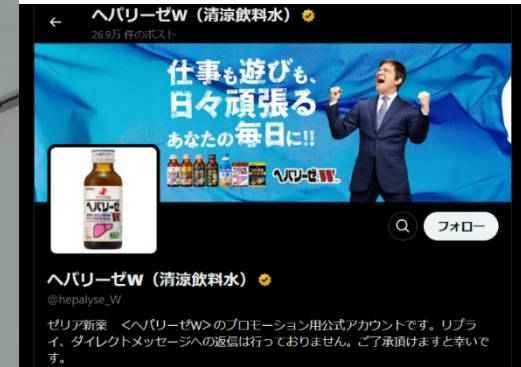 ヘパリーゼW（清涼飲料水）
26.9万 件のポスト
仕事も遊びも、
日々頑張る
あなたの毎日に!!
ヘパリーゼW
ヘパリーゼ
W
フォロー
ヘパリーゼW（清涼飲料水）
@hepalyse_W
ゼリア新薬 ＜ヘパリーゼW＞のプロモーション用公式アカウントです。リプラ
イ、ダイレクトメッセージへの返信は行っておりません。ご了承頂けますと幸いで
す。